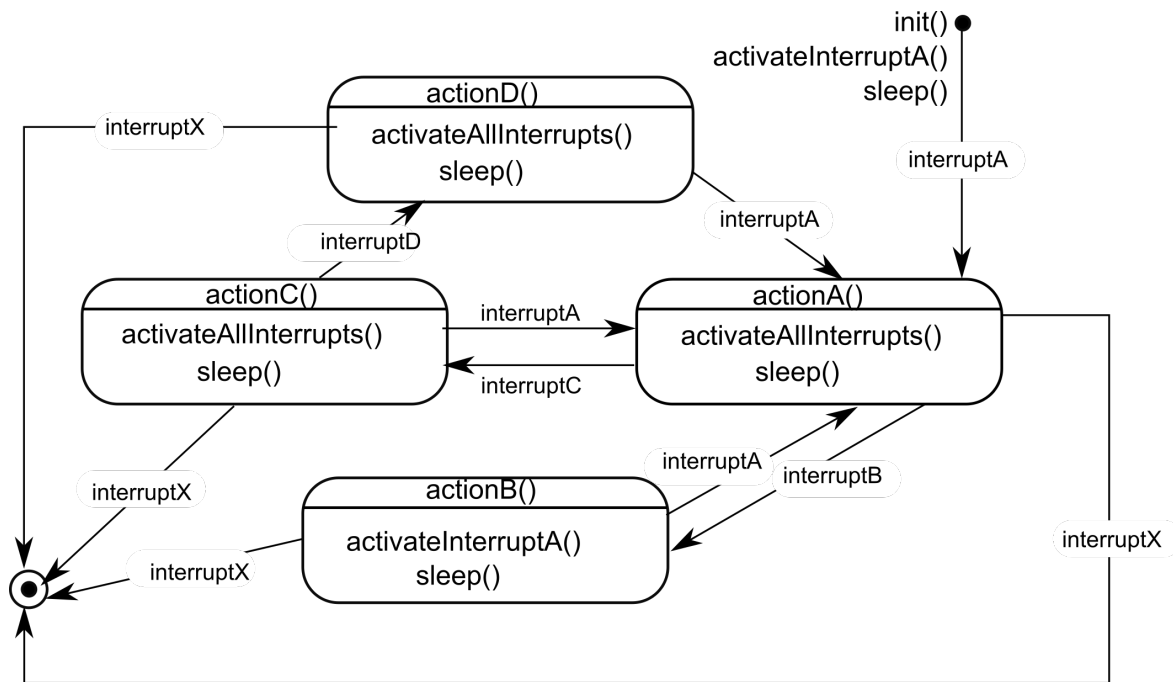 init()
activateInterruptA()
sleep()
actionD()
activateAllInterrupts()
sleep()
interruptX
interruptA
interruptA
interruptD
actionC()
activateAllInterrupts()
sleep()
interruptA
interruptC
actionA()
activateAllInterrupts()
sleep()
interruptX
interruptA
interruptB
actionB()
activateInterruptA()
sleep()
interruptX
interruptX